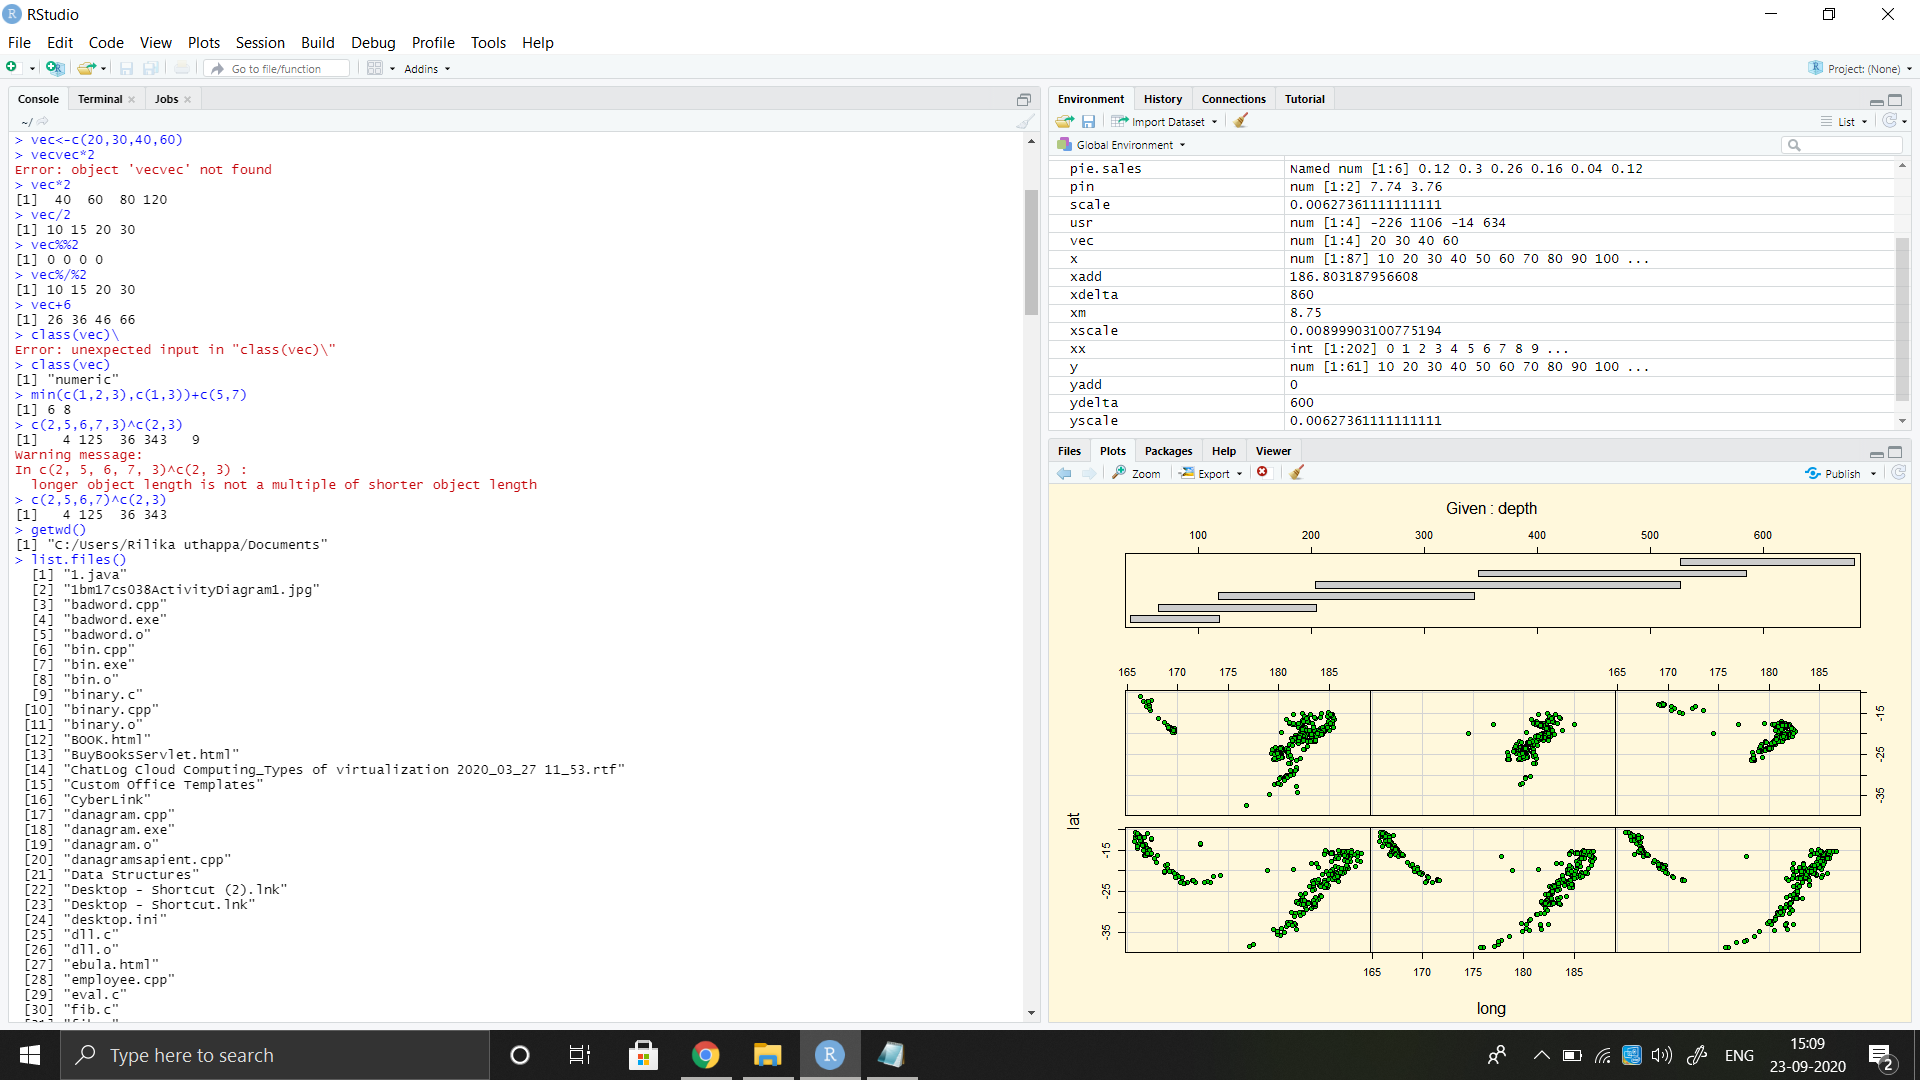 RStudio
File Edit Code View Plots Session Build Debug Profile Tools Help
Go to file/function Addins Project: (None)
Console Terminal Jobs
~/
> vec<-c(20,30,40,60)
> vecvec*2
Error: object 'vecvec' not found
> vec*2
[1]  40  60  80 120
> vec/2
[1] 10 15 20 30
> vec%%2
[1] 0 0 0 0
> vec%/%2
[1] 10 15 20 30
> vec+6
[1] 26 36 46 66
> class(vec)\
Error: unexpected input in "class(vec)\"
> class(vec)
[1] "numeric"
> min(c(1,2,3),c(1,3))+c(5,7)
[1] 6 8
> c(2,5,6,7,3)^c(2,3)
[1]   4 125  36 343   9
Warning message:
In c(2, 5, 6, 7, 3)^c(2, 3) :
  longer object length is not a multiple of shorter object length
> c(2,5,6,7)^c(2,3)
[1]   4 125  36 343
> getwd()
[1] "C:/Users/Rilika uthappa/Documents"
> list.files()
[1] "1.java"
[2] "1bm17cs038ActivityDiagram1.jpg"
[3] "badword.cpp"
[4] "badword.exe"
[5] "badword.o"
[6] "bin.cpp"
[7] "bin.exe"
[8] "bin.o"
[9] "binary.c"
[10] "binary.cpp"
[11] "binary.o"
[12] "BOOK.html"
[13] "BuyBooksServlet.html"
[14] "ChatLog Cloud Computing_Types of virtualization 2020_03_27 11_53.rtf"
[15] "Custom Office Templates"
[16] "CyberLink"
[17] "danagram.cpp"
[18] "danagram.exe"
[19] "danagram.o"
[20] "danagramsapient.cpp"
[21] "Data Structures"
[22] "Desktop - Shortcut (2).lnk"
[23] "Desktop - Shortcut.lnk"
[24] "desktop.ini"
[25] "dll.c"
[26] "dll.o"
[27] "ebula.html"
[28] "employee.cpp"
[29] "eval.c"
[30] "fib.c"
Environment History Connections Tutorial
Import Dataset List
Global Environment
pie.sales Named num [1:6] 0.12 0.3 0.26 0.16 0.04 0.12
pin num [1:2] 7.74 3.76
scale 0.00627361111111111
usr num [1:4] -226 1106 -14 634
vec num [1:4] 20 30 40 60
x num [1:87] 10 20 30 40 50 60 70 80 90 100 ...
xadd 186.803187956608
xdelta 860
xm 8.75
xscale 0.00899903100775194
xx int [1:202] 0 1 2 3 4 5 6 7 8 9 ...
y num [1:61] 10 20 30 40 50 60 70 80 90 100 ...
yadd 0
ydelta 600
yscale 0.00627361111111111
Files Plots Packages Help Viewer
Zoom Export Publish
Given : depth
100 200 300 400 500 600
165 170 175 180 185 165 170 175 180 185
-15
-25
-35
lat
-15
-25
-35
165 170 175 180 185
long
Type here to search
ENG
15:09
23-09-2020
2